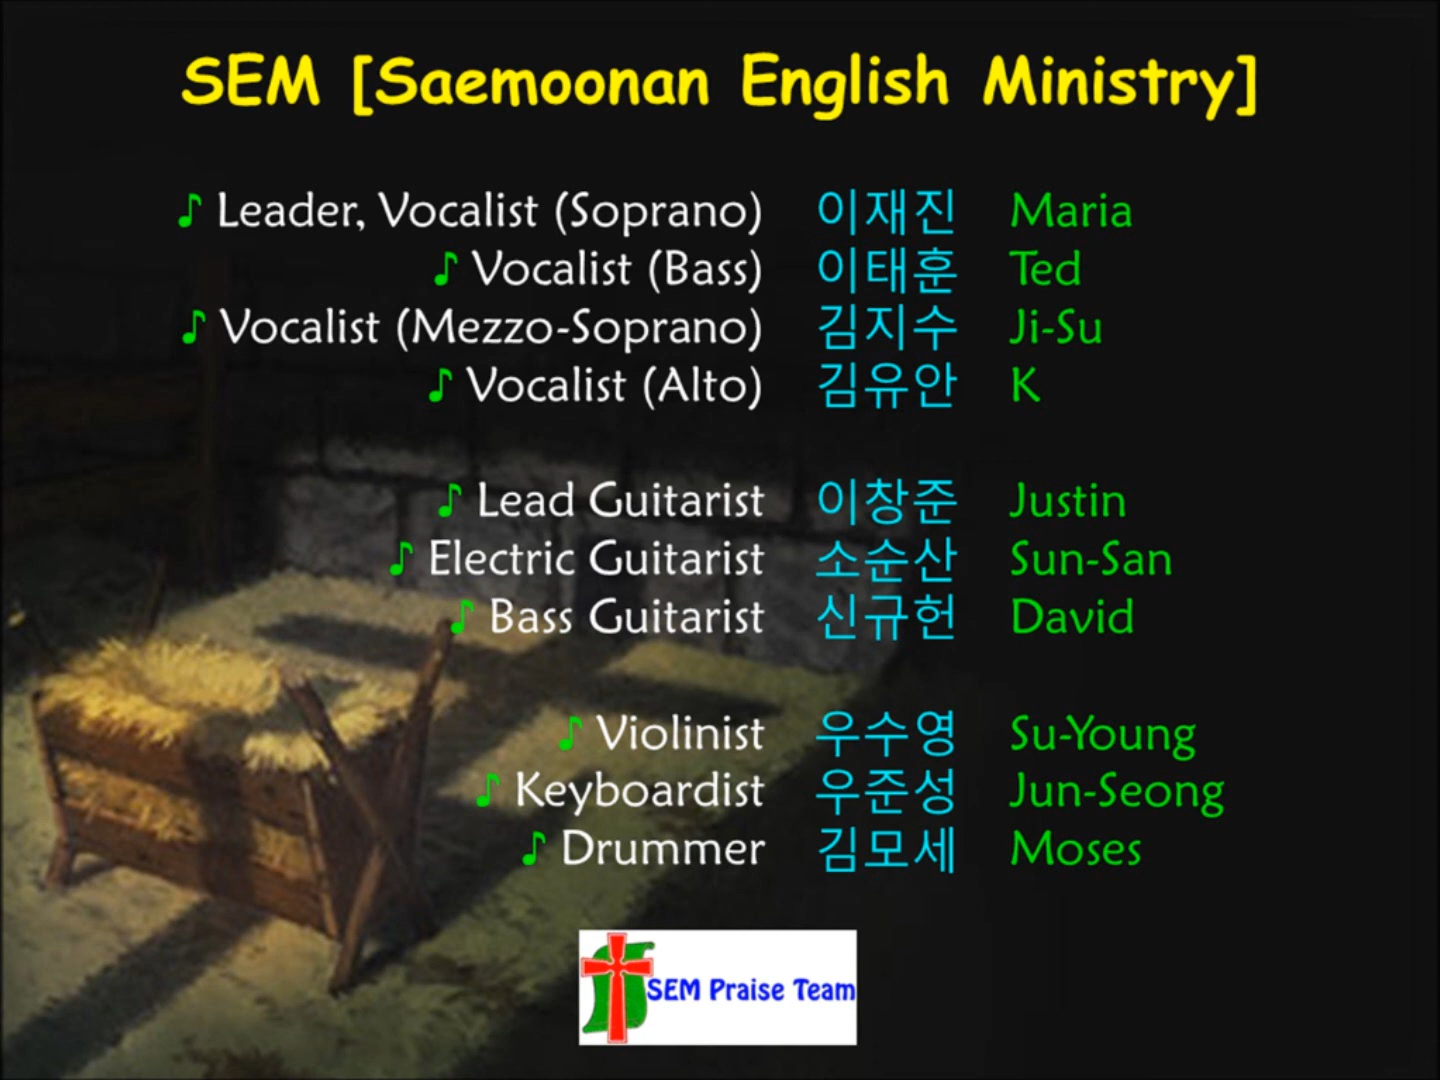 SEM [Saemoonan English Ministry]
♪ Leader, Vocalist (Soprano) 이재진 Maria
♪ Vocalist (Bass) 이태훈 Ted
♪ Vocalist (Mezzo-Soprano) 김지수 Ji-Su
♪ Vocalist (Alto) 김유안 K
♪ Lead Guitarist 이창준 Justin
♪ Electric Guitarist 소순산 Sun-San
♪ Bass Guitarist 신규헌 David
♪ Violinist 우수영 Su-Young
♪ Keyboardist 우준성 Jun-Seong
♪ Drummer 김모세 Moses
SEM Praise Team